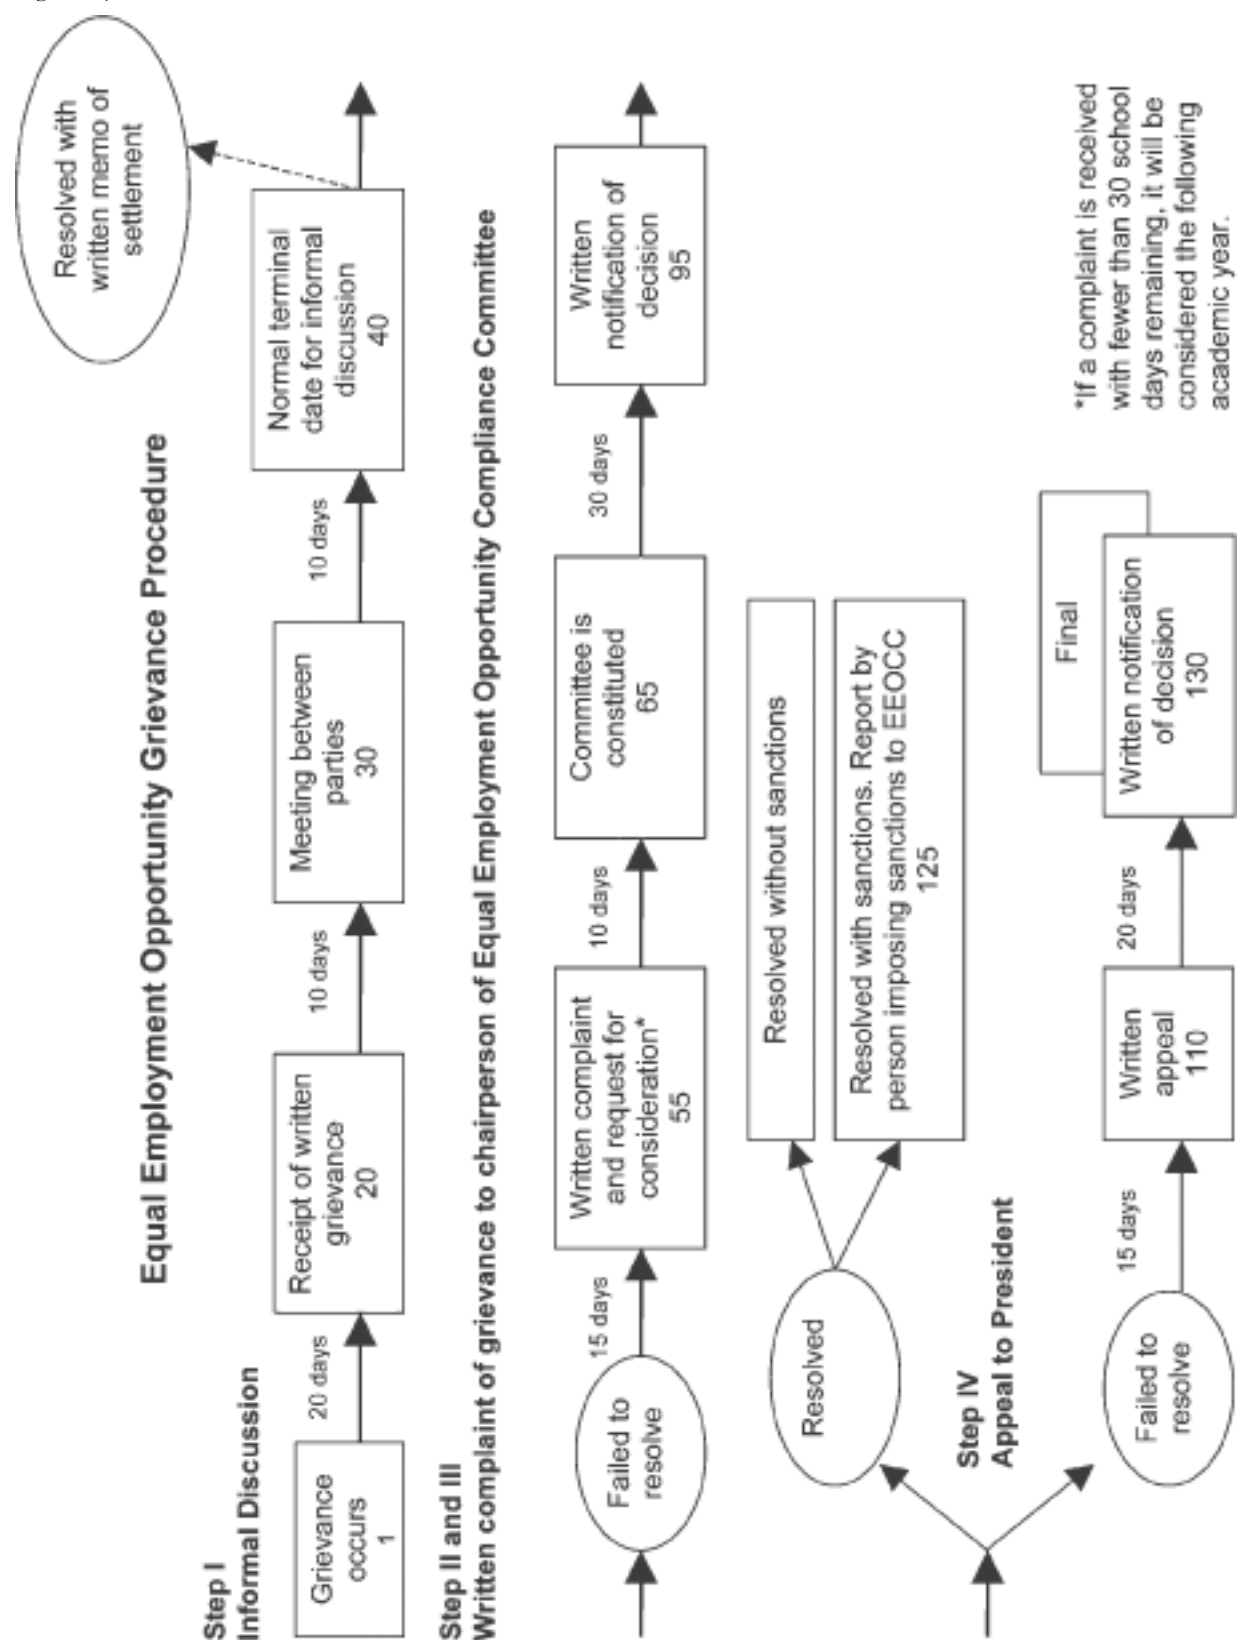 Equal Employment Opportunity Grievance Procedure
Step I
Informal Discussion
Grievance
occurs
1
20 days
Receipt of written
grievance
20
10 days
Meeting between
parties
30
10 days
Normal terminal
date for informal
discussion
40
Resolved with
written memo of
settlement
Step II and III
Written complaint of grievance to chairperson of Equal Employment Opportunity Compliance Committee
Failed to
resolve
15 days
Written complaint
and request for
consideration*
55
10 days
Committee is
constituted
65
30 days
Written
notification of
decision
95
Resolved
Resolved without sanctions
Resolved with sanctions. Report by
person imposing sanctions to EEOCC
125
Step IV
Appeal to President
Failed to
resolve
15 days
Written
appeal
110
20 days
Written notification
of decision
130
Final
*If a complaint is received
with fewer than 30 school
days remaining, it will be
considered the following
academic year.